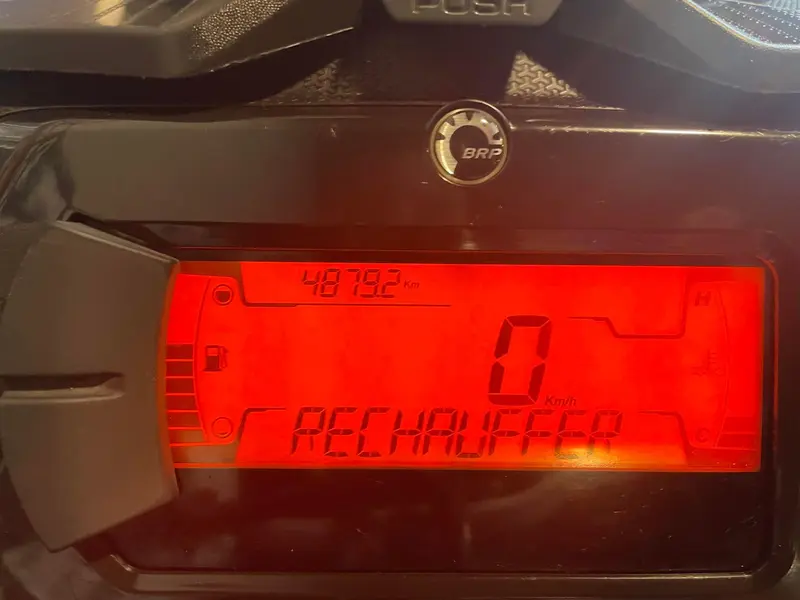 PUSH
BRP
4879.2 Km
H
0 Km/h
RECHAUFFER